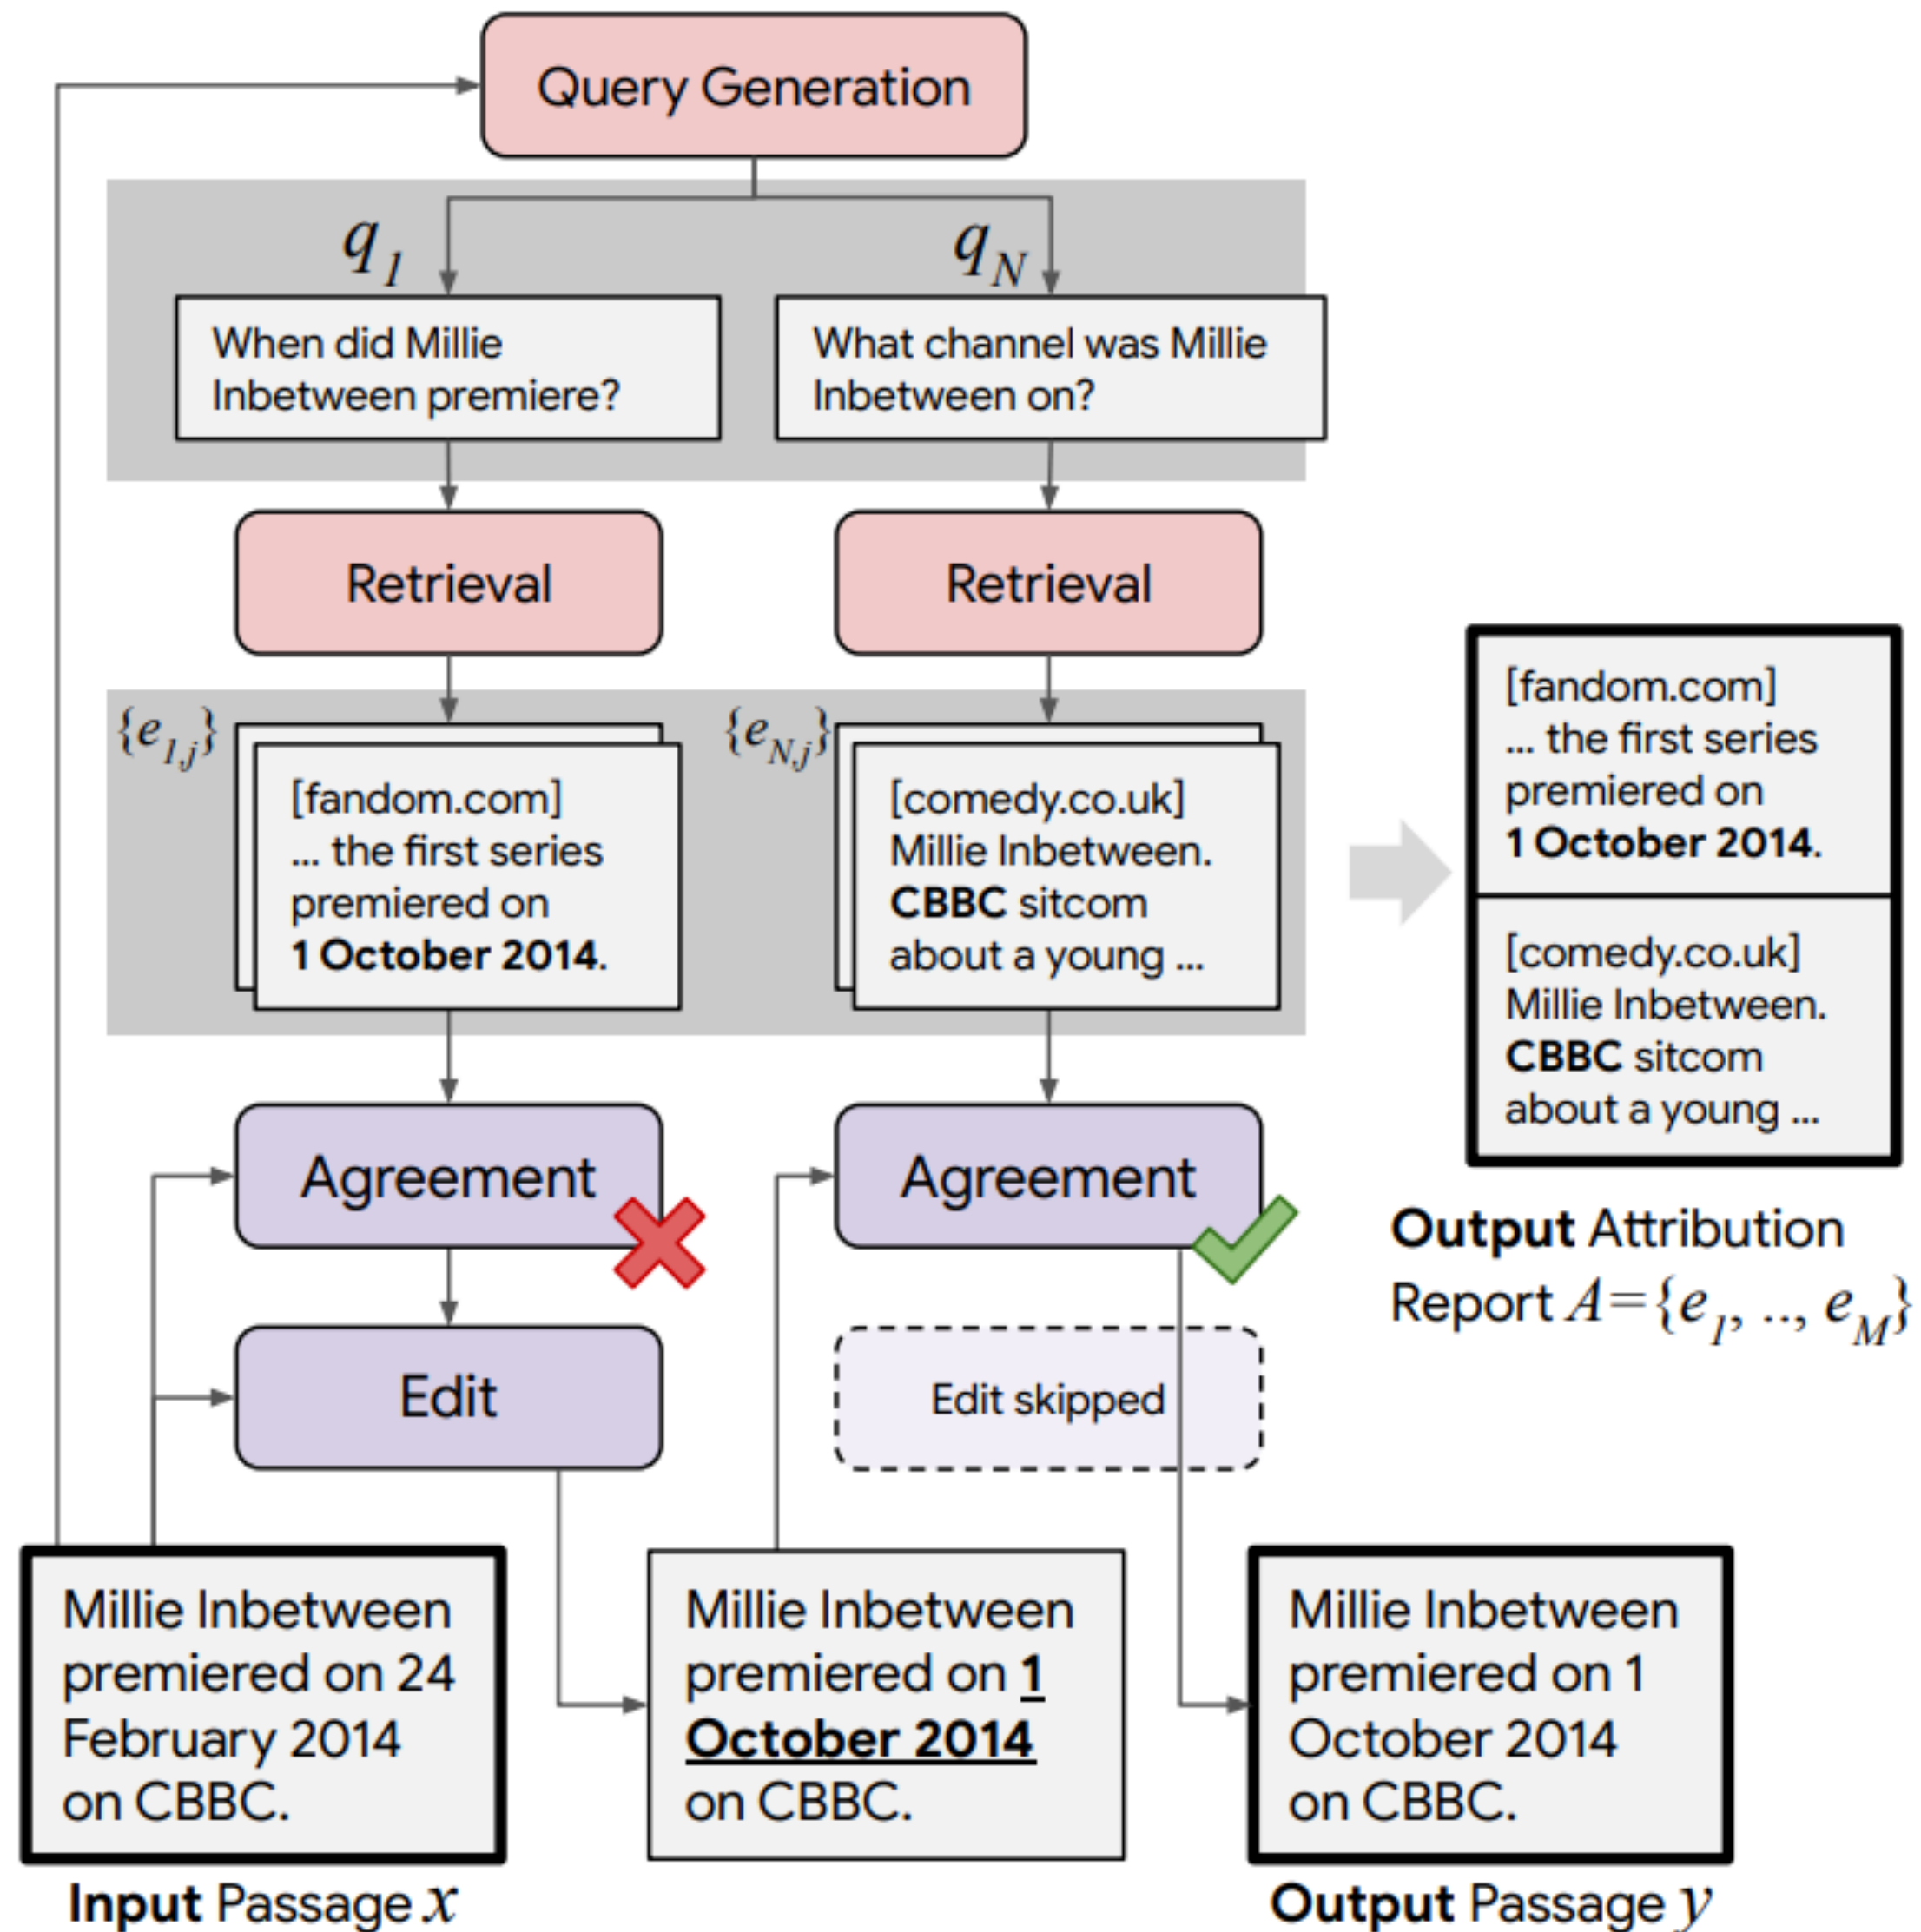 Query Generation
q1
qN
When did Millie
Inbetween premiere?
What channel was Millie
Inbetween on?
Retrieval
Retrieval
{e1,j}
[fandom.com]
... the first series
premiered on
1 October 2014.
{eN,j}
[comedy.co.uk]
Millie Inbetween.
CBBC sitcom
about a young ...
[fandom.com]
... the first series
premiered on
1 October 2014.
[comedy.co.uk]
Millie Inbetween.
CBBC sitcom
about a young ...
Output Attribution
Report A={e1, .., eM}
Agreement
Agreement
Edit
Edit skipped
Millie Inbetween
premiered on 24
February 2014
on CBBC.
Input Passage x
Millie Inbetween
premiered on 1
October 2014
on CBBC.
Millie Inbetween
premiered on 1
October 2014
on CBBC.
Output Passage y